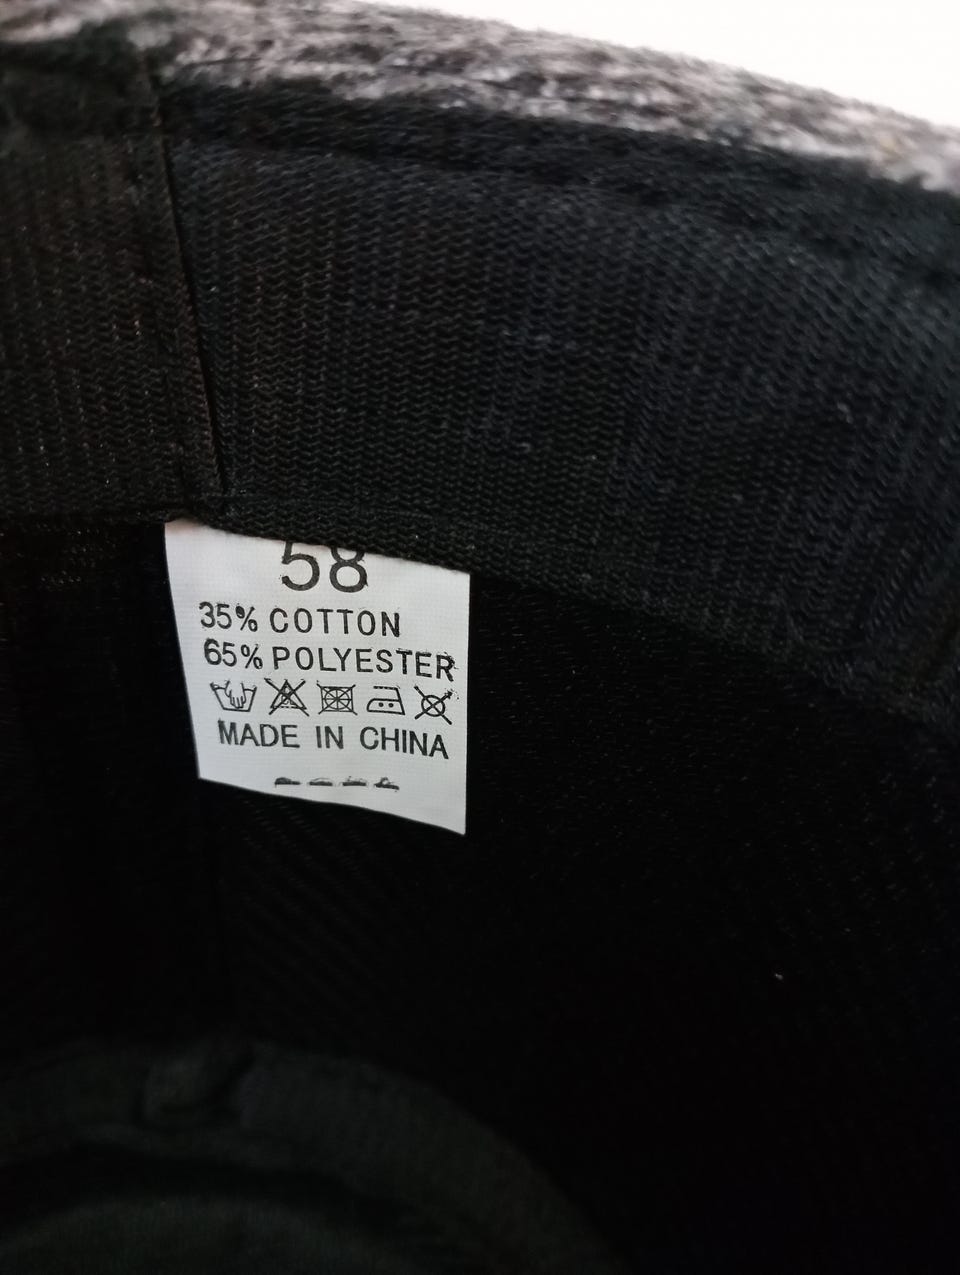 58
35% COTTON
65% POLYESTER
MADE IN CHINA